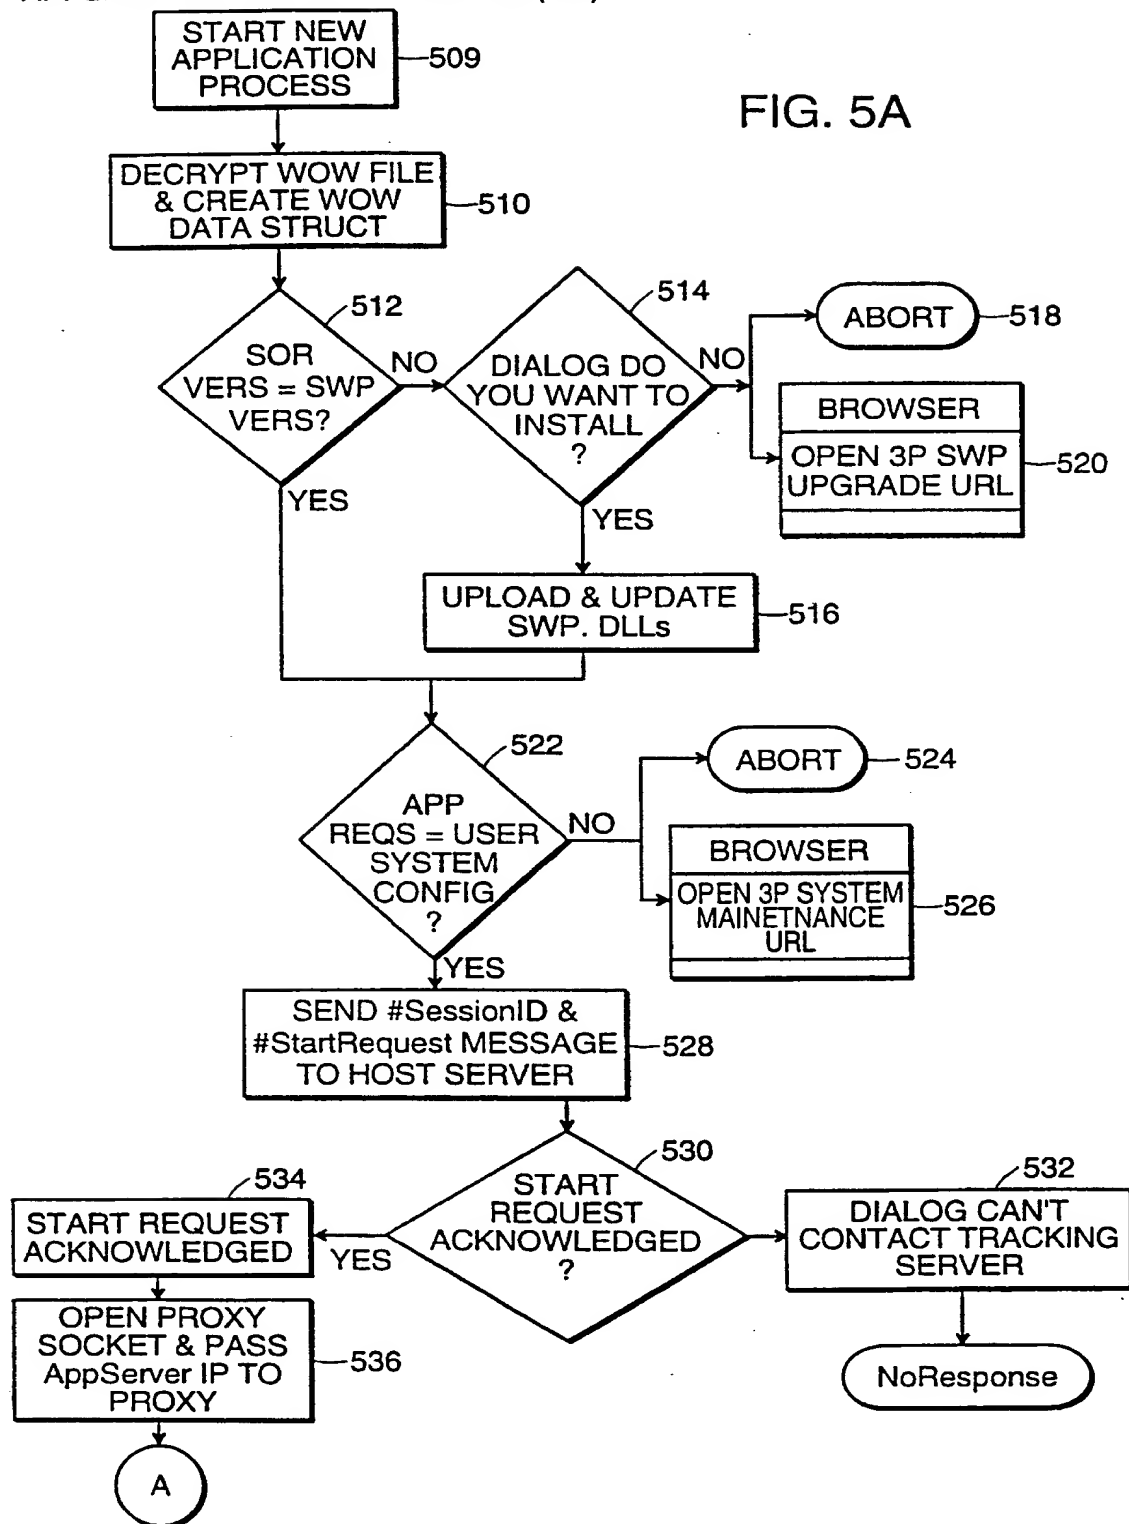 START NEW
APPLICATION
PROCESS
509
FIG. 5A
DECRYPT WOW FILE
& CREATE WOW
DATA STRUCT
510
512
SOR
VERS = SWP
VERS?
NO
YES
514
DIALOG DO
YOU WANT TO
INSTALL
?
NO
YES
ABORT
518
BROWSER
OPEN 3P SWP
UPGRADE URL
520
UPLOAD & UPDATE
SWP. DLLs
516
522
APP
REQS = USER
SYSTEM
CONFIG
?
NO
YES
ABORT
524
BROWSER
OPEN 3P SYSTEM
MAINETNANCE
URL
526
SEND #SessionID &
#StartRequest MESSAGE
TO HOST SERVER
528
530
START
REQUEST
ACKNOWLEDGED
?
YES
532
DIALOG CAN'T
CONTACT TRACKING
SERVER
NoResponse
534
START REQUEST
ACKNOWLEDGED
OPEN PROXY
SOCKET & PASS
AppServer IP TO
PROXY
536
A